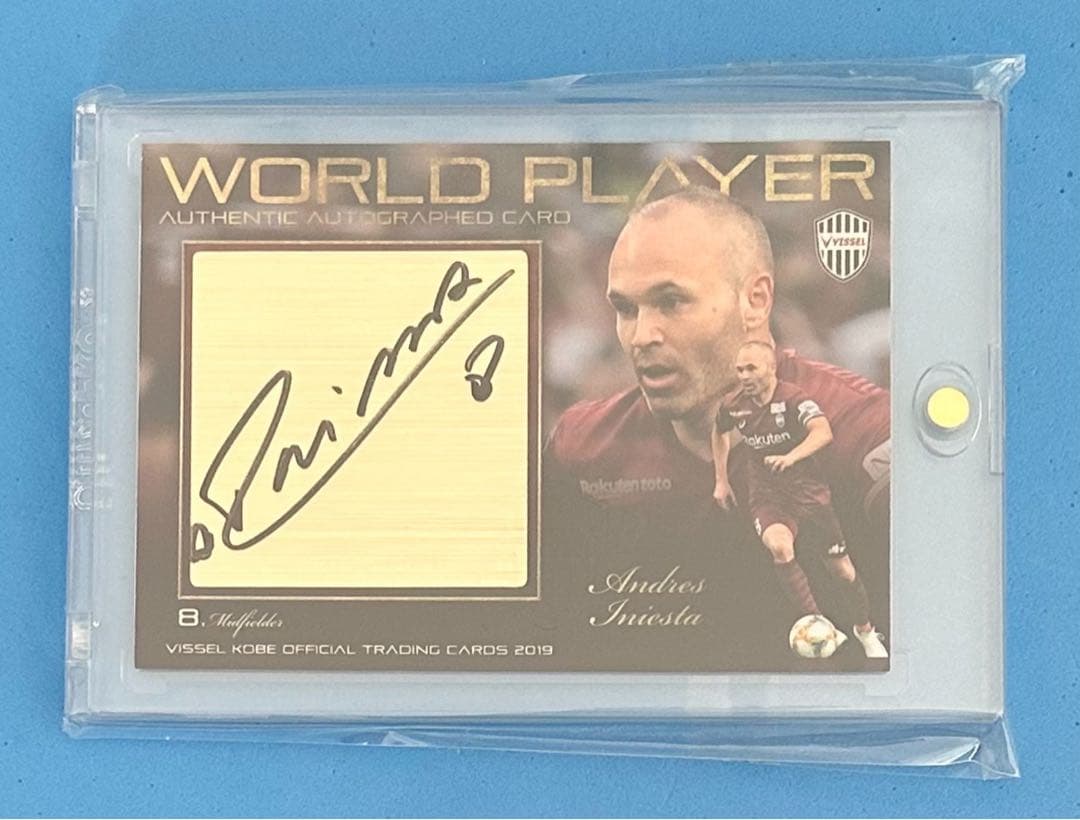 WORLD PLAYER
AUTHENTIC AUTOGRAPHED CARD
VISSEL
8
Rakuten
Rakuten toto
Andres
Iniesta
8. Midfielder
VISSEL KOBE OFFICIAL TRADING CARDS 2019